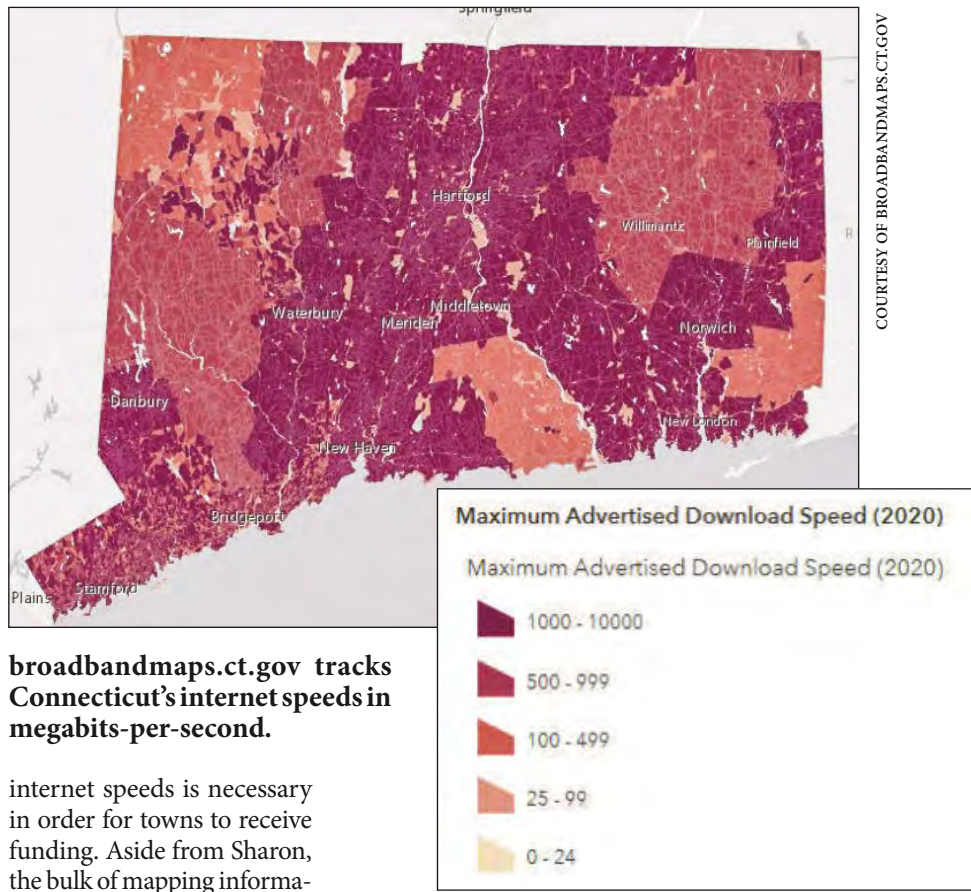 Springfield
COURTESY OF BROADBANDMAPS.CT.GOV
Hartford
Willimantic
Plainfield
R
Waterbury
Middletown
Meriden
Norwich
Danbury
New London
New Haven
Bridgeport
Stamford
Plains
Maximum Advertised Download Speed (2020)
Maximum Advertised Download Speed (2020)
1000 - 10000
500 - 999
100 - 499
25 - 99
0 - 24
broadbandmaps.ct.gov tracks
Connecticut's internet speeds in
megabits-per-second.
internet speeds is necessary
in order for towns to receive
funding. Aside from Sharon,
the bulk of mapping informa-